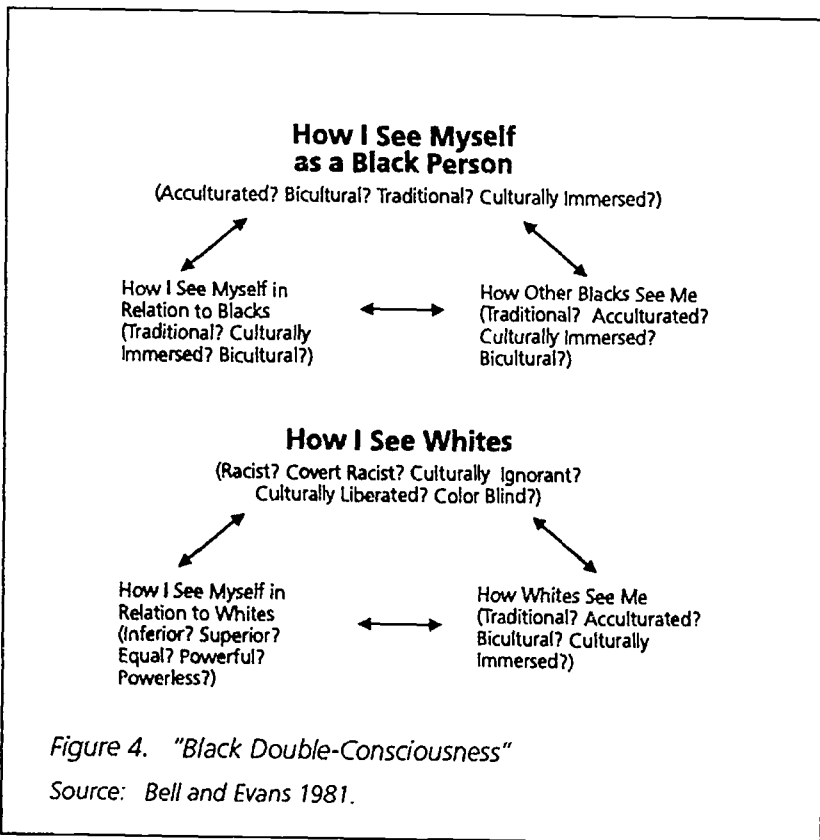 How I See Myself
as a Black Person
(Acculturated? Bicultural? Traditional? Culturally Immersed?)
How I See Myself in
Relation to Blacks
(Traditional? Culturally
Immersed? Bicultural?)
How Other Blacks See Me
(Traditional? Acculturated?
Culturally Immersed?
Bicultural?)
How I See Whites
(Racist? Covert Racist? Culturally Ignorant?
Culturally Liberated? Color Blind?)
How I See Myself in
Relation to Whites
(Inferior? Superior?
Equal? Powerful?
Powerless?)
How Whites See Me
(Traditional? Acculturated?
Bicultural? Culturally
Immersed?)
Figure 4. "Black Double-Consciousness"
Source: Bell and Evans 1981.